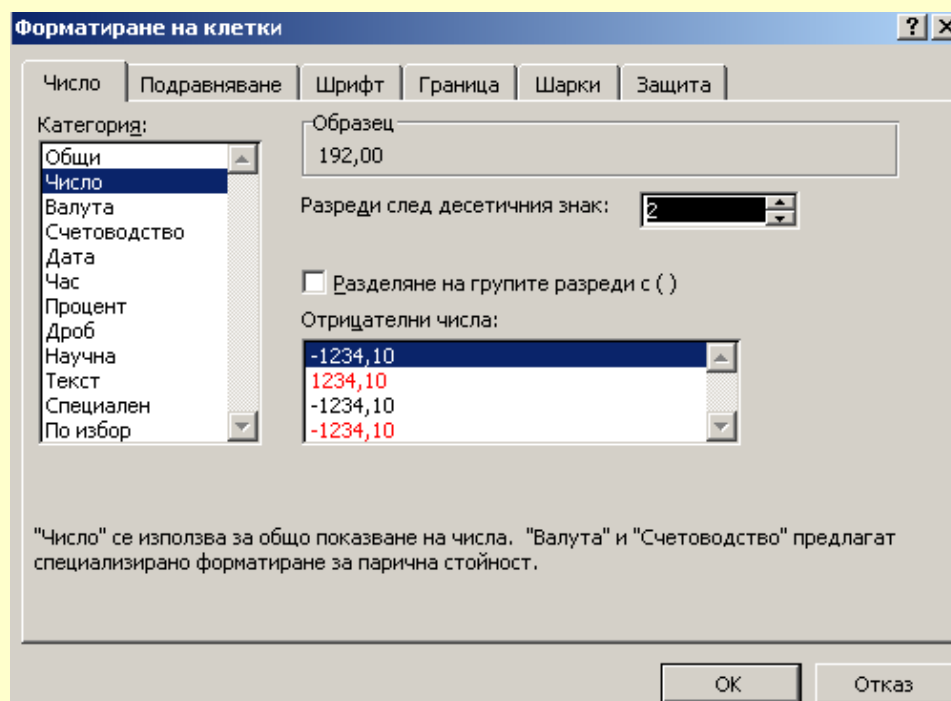 Форматиране на клетки
Число Подравняване Шрифт Граница Шарки Защита
Категория:
Общи
Число
Валута
Счетоводство
Дата
Час
Процент
Дроб
Научна
Текст
Специален
По избор
Образец
192,00
Разреди след десетичния знак: 2
Разделяне на групите разреди с ( )
Отрицателни числа:
-1234,10
1234,10
-1234,10
-1234,10
"Число" се използва за общо показване на числа. "Валута" и "Счетоводство" предлагат
специализирано форматиране за парична стойност.
OK Отказ